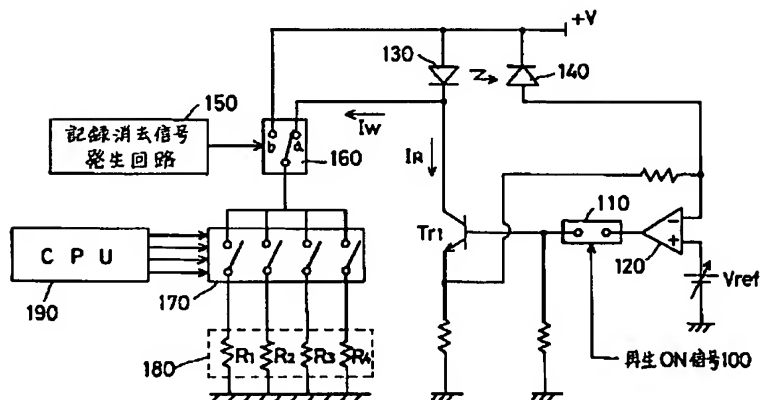 +V
130
140
150
記録消去信号
発生回路
b
a
160
IW
IR
110
-
+
120
Tr1
Vref
CPU
190
170
180
R1
R2
R3
R4
再生ON信号100